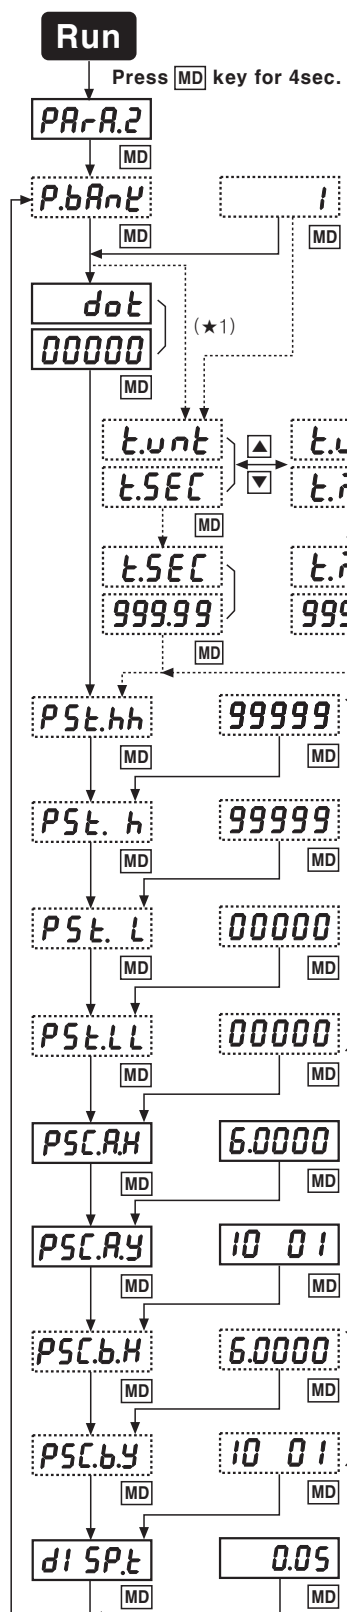 Run
Press MD key for 4sec.
PArA.2
MD
P.bAnK 1
MD MD
dot
00000
(★1)
MD
t.unt ▲ t.u
t.SEC ▼
MD
t.SEC
999.99 999
MD
PSt.hh 99999
MD MD
PSt. h 99999
MD MD
PSt. L 00000
MD MD
PSt.LL 00000
MD MD
PSC.A.H 6.0000
MD MD
PSC.A.y 10 01
MD MD
PSC.b.H 6.0000
MD MD
PSC.b.y 10 01
MD MD
dI SP.t 0.05
MD MD